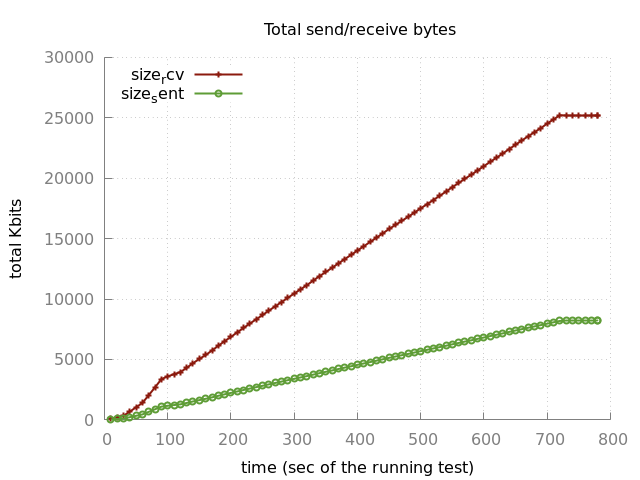 Total send/receive bytes
30000
25000
20000
15000
10000
5000
0
size_rcv
size_sent
total Kbits
0 100 200 300 400 500 600 700 800
time (sec of the running test)